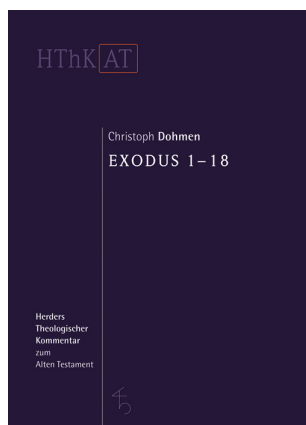 HThK AT
Christoph Dohmen
EXODUS 1–18
Herders
Theologischer
Kommentar
zum
Alten Testament